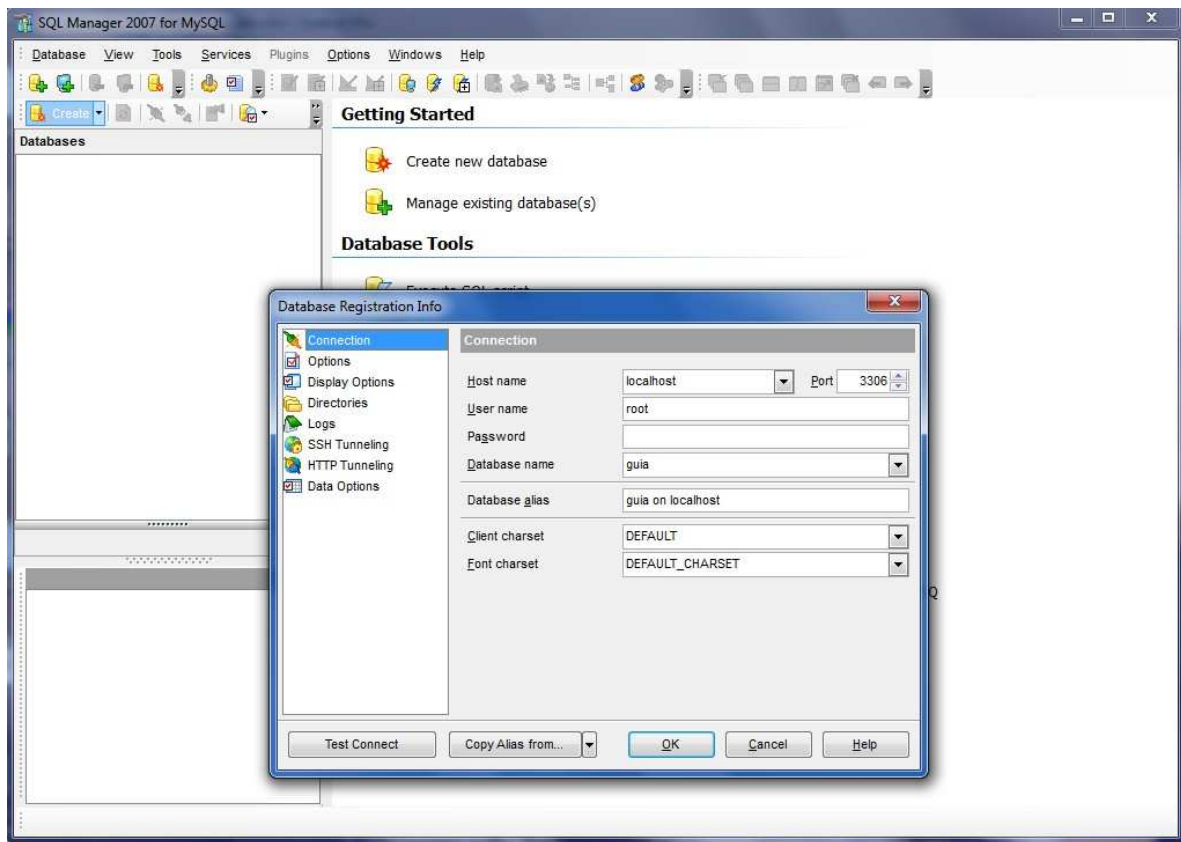 SQL Manager 2007 for MySQL
Database View Tools Services Plugins Options Windows Help
Create
Databases
Getting Started
Create new database
Manage existing database(s)
Database Tools
Execute SQL script
Database Registration Info
Connection
Options
Display Options
Directories
Logs
SSH Tunneling
HTTP Tunneling
Data Options
Connection
Host name localhost Port 3306
User name root
Password
Database name guia
Database alias guia on localhost
Client charset DEFAULT
Font charset DEFAULT_CHARSET
Q
Test Connect Copy Alias from... OK Cancel Help